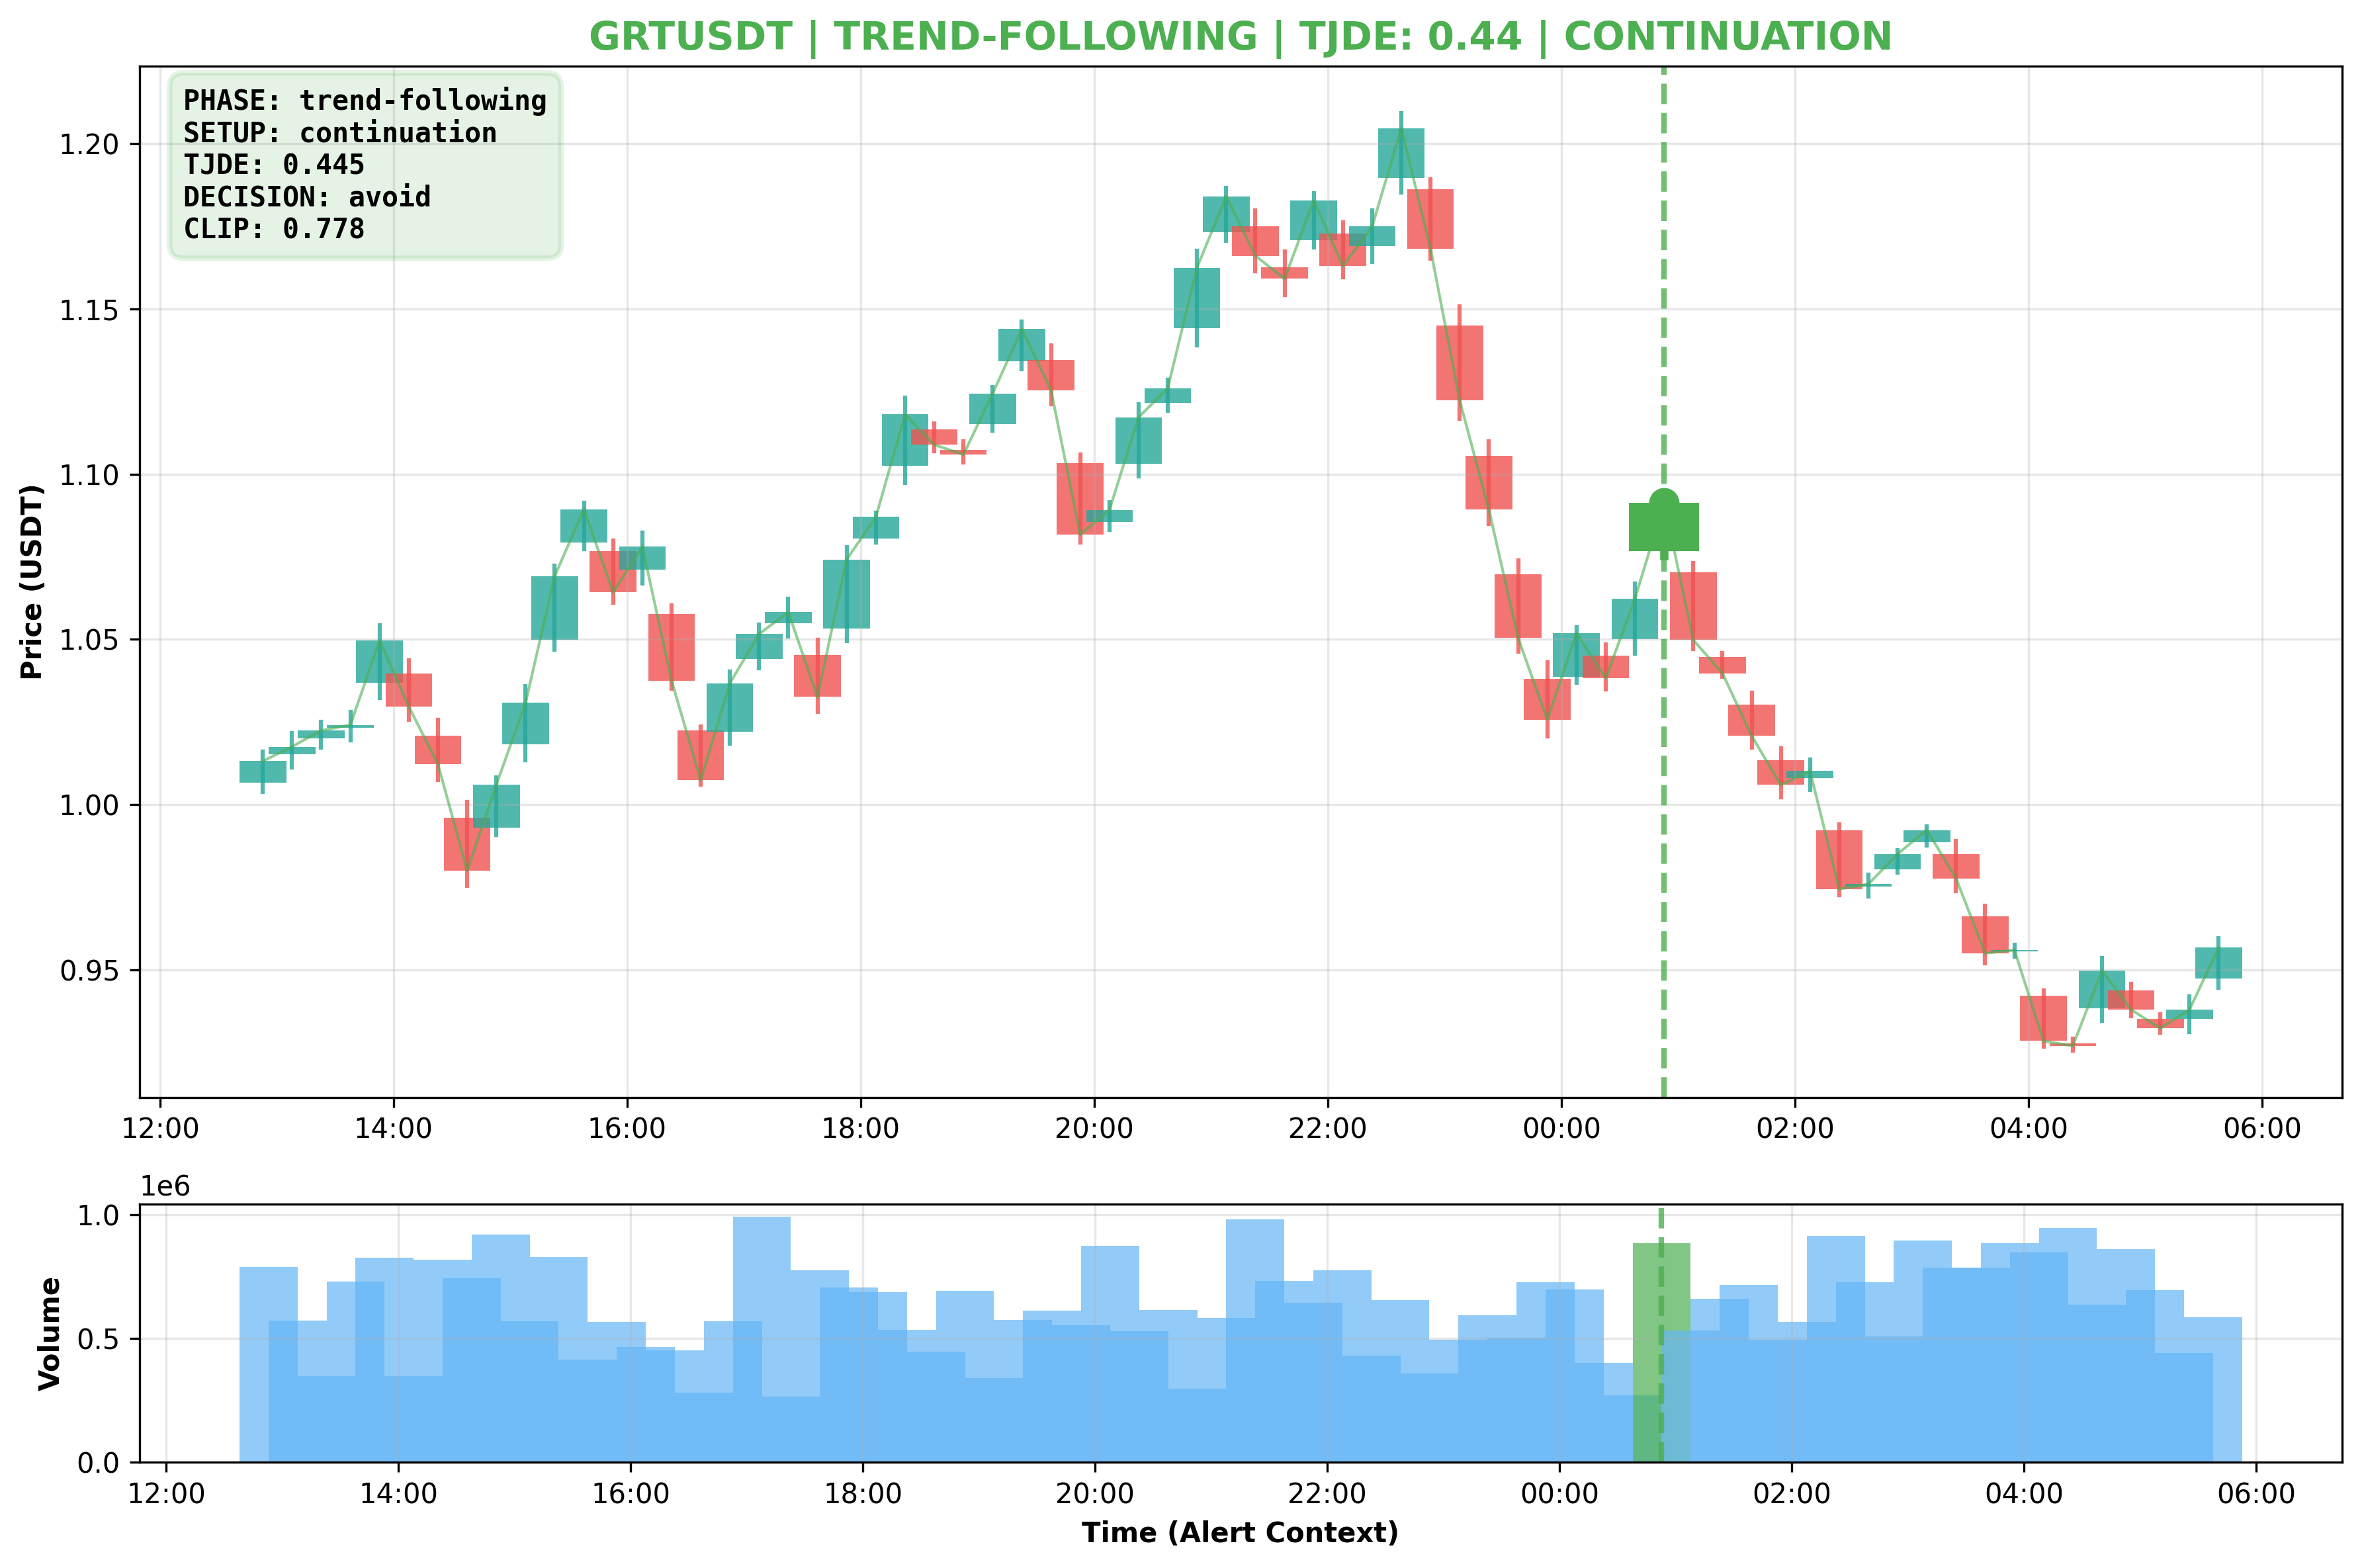 GRTUSDT | TREND-FOLLOWING | TJDE: 0.44 | CONTINUATION
PHASE: trend-following
SETUP: continuation
TJDE: 0.445
DECISION: avoid
CLIP: 0.778
Price (USDT)
1.20
1.15
1.10
1.05
1.00
0.95
12:00 14:00 16:00 18:00 20:00 22:00 00:00 02:00 04:00 06:00
1e6
Volume
1.0
0.5
0.0
12:00 14:00 16:00 18:00 20:00 22:00 00:00 02:00 04:00 06:00
Time (Alert Context)